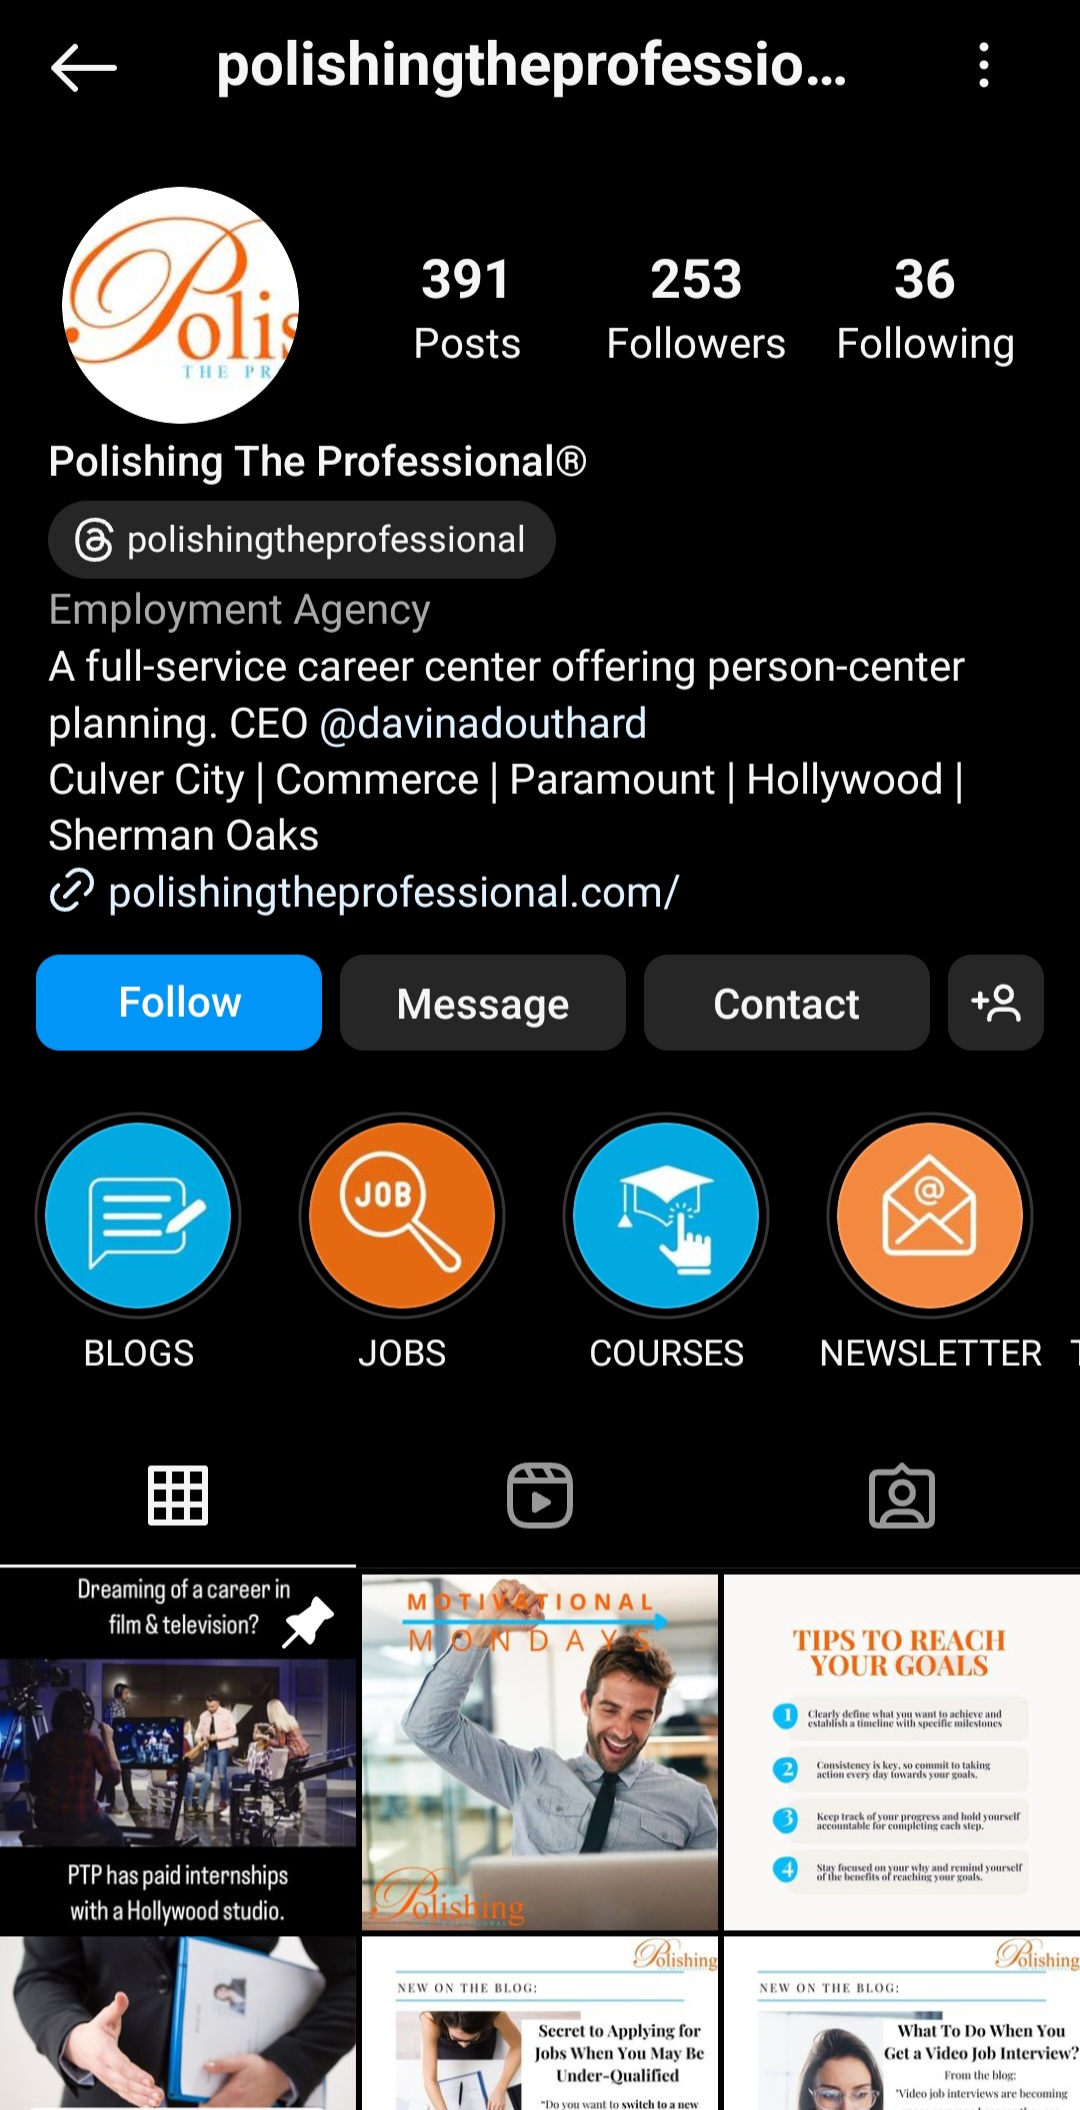 polishingtheprofessio...
Polis
THE PR
391
Posts
253
Followers
36
Following
Polishing The Professional®
polishingtheprofessional
Employment Agency
A full-service career center offering person-center
planning. CEO @davinadouthard
Culver City | Commerce | Paramount | Hollywood |
Sherman Oaks
polishingtheprofessional.com/
Follow
Message
Contact
JOB
@
BLOGS
JOBS
COURSES
NEWSLETTER
T
Dreaming of a career in
film & television?
PTP has paid internships
with a Hollywood studio.
MOTIVATIONAL
MONDAYS
Polishing
TIPS TO REACH
YOUR GOALS
1
Clearly define what you want to achieve and
establish a timeline with specific milestones
2
Consistency is key, so commit to taking
action every day towards your goals.
3
Keep track of your progress and hold yourself
accountable for completing each step.
4
Stay focused on your why and remind yourself
of the benefits of reaching your goals.
Polishing
NEW ON THE BLOG:
Secret to Applying for
Jobs When You May Be
Under-Qualified
"Do you want to switch to a new
Polishing
NEW ON THE BLOG:
What To Do When You
Get a Video Job Interview?
From the blog:
"Video job interviews are becoming